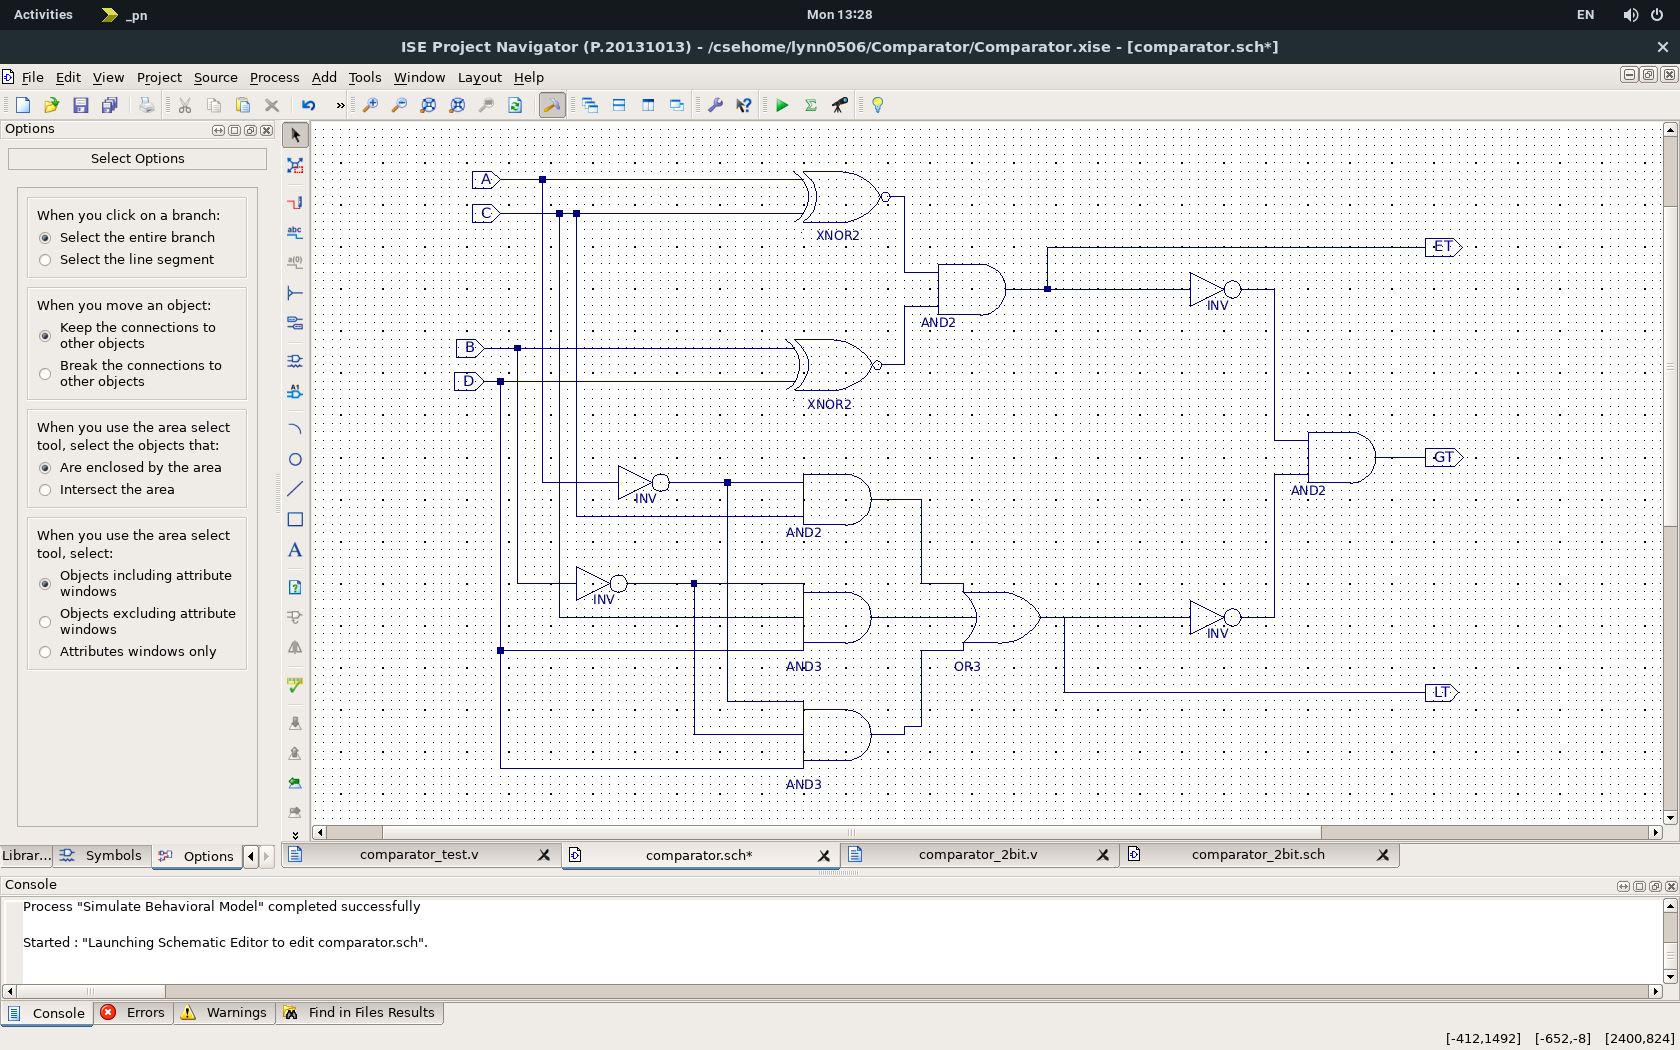 Activities _pn Mon 13:28 EN
ISE Project Navigator (P.20131013) - /csehome/lynn0506/Comparator/Comparator.xise - [comparator.sch*]
File Edit View Project Source Process Add Tools Window Layout Help
»
Options
Select Options
When you click on a branch:
Select the entire branch
Select the line segment
When you move an object:
Keep the connections to
other objects
Break the connections to
other objects
When you use the area select
tool, select the objects that:
Are enclosed by the area
Intersect the area
When you use the area select
tool, select:
Objects including attribute
windows
Objects excluding attribute
windows
Attributes windows only
abc
a(0)
A1
A
A
C
XNOR2
ET
INV
AND2
B
D
XNOR2
GT
AND2
INV
AND2
INV
INV
AND3
OR3
LT
AND3
Librar... Symbols Options
comparator_test.v comparator.sch* comparator_2bit.v comparator_2bit.sch
Console
Process "Simulate Behavioral Model" completed successfully
Started : "Launching Schematic Editor to edit comparator.sch".
Console Errors Warnings Find in Files Results
[-412,1492] [-652,-8] [2400,824]